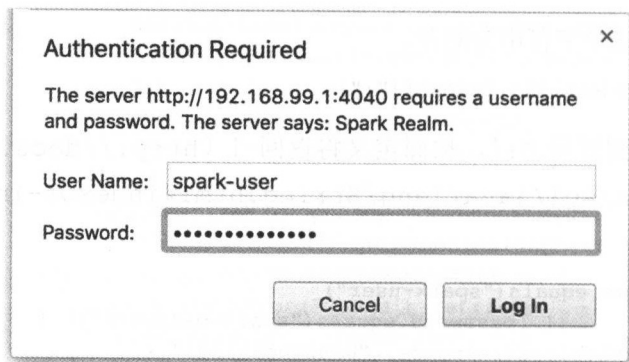 Authentication Required
×
The server http://192.168.99.1:4040 requires a username
and password. The server says: Spark Realm.
User Name: spark-user
Password: ••••••••••••••
Cancel Log In